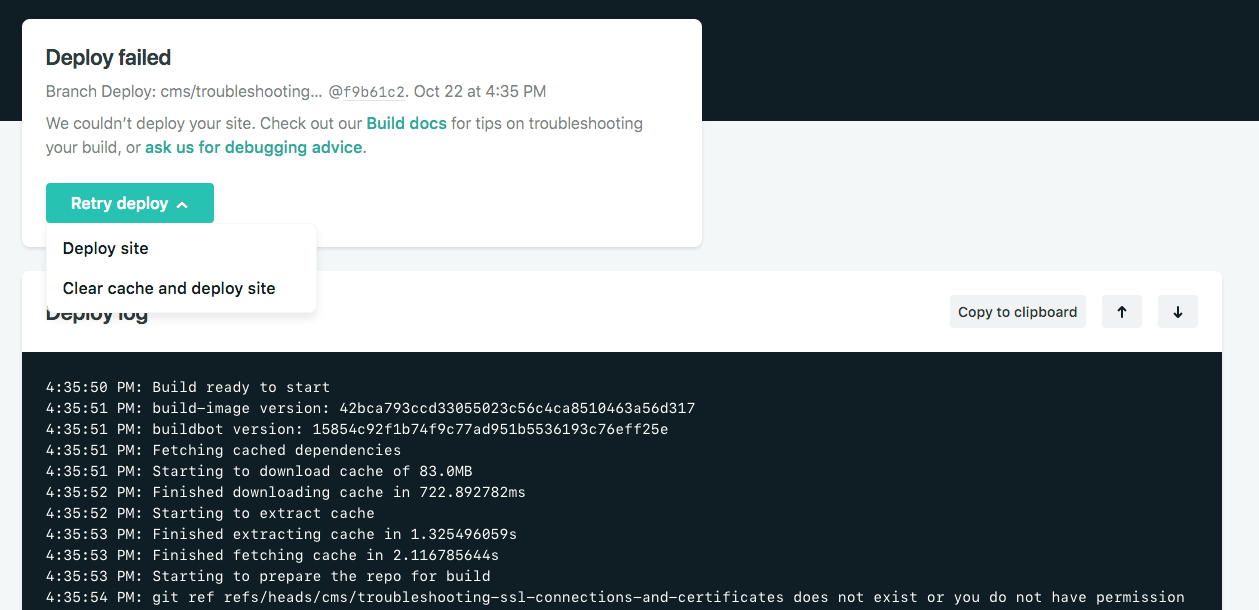 Deploy failed
Branch Deploy: cms/troubleshooting... @f9b61c2. Oct 22 at 4:35 PM
We couldn’t deploy your site. Check out our Build docs for tips on troubleshooting
your build, or ask us for debugging advice.
Retry deploy
Deploy site
Clear cache and deploy site
Deploy log
Copy to clipboard ↑ ↓
4:35:50 PM: Build ready to start
4:35:51 PM: build-image version: 42bca793ccd33055023c56c4ca8510463a56d317
4:35:51 PM: buildbot version: 15854c92f1b74f9c77ad951b5536193c76eff25e
4:35:51 PM: Fetching cached dependencies
4:35:51 PM: Starting to download cache of 83.0MB
4:35:52 PM: Finished downloading cache in 722.892782ms
4:35:52 PM: Starting to extract cache
4:35:53 PM: Finished extracting cache in 1.325496059s
4:35:53 PM: Finished fetching cache in 2.116785644s
4:35:53 PM: Starting to prepare the repo for build
4:35:54 PM: git ref refs/heads/cms/troubleshooting-ssl-connections-and-certificates does not exist or you do not have permission